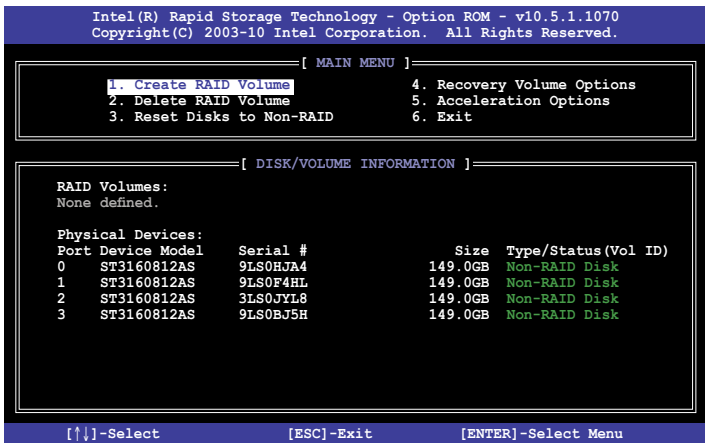 Intel(R) Rapid Storage Technology - Option ROM - v10.5.1.1070
Copyright(C) 2003-10 Intel Corporation. All Rights Reserved.
[ MAIN MENU ]
1. Create RAID Volume 4. Recovery Volume Options
2. Delete RAID Volume 5. Acceleration Options
3. Reset Disks to Non-RAID 6. Exit
[ DISK/VOLUME INFORMATION ]
RAID Volumes:
None defined.
Physical Devices:
Port Device Model Serial # Size Type/Status(Vol ID)
0 ST3160812AS 9LS0HJA4 149.0GB Non-RAID Disk
1 ST3160812AS 9LS0F4HL 149.0GB Non-RAID Disk
2 ST3160812AS 3LS0JYL8 149.0GB Non-RAID Disk
3 ST3160812AS 9LS0BJ5H 149.0GB Non-RAID Disk
[↑↓]-Select [ESC]-Exit [ENTER]-Select Menu